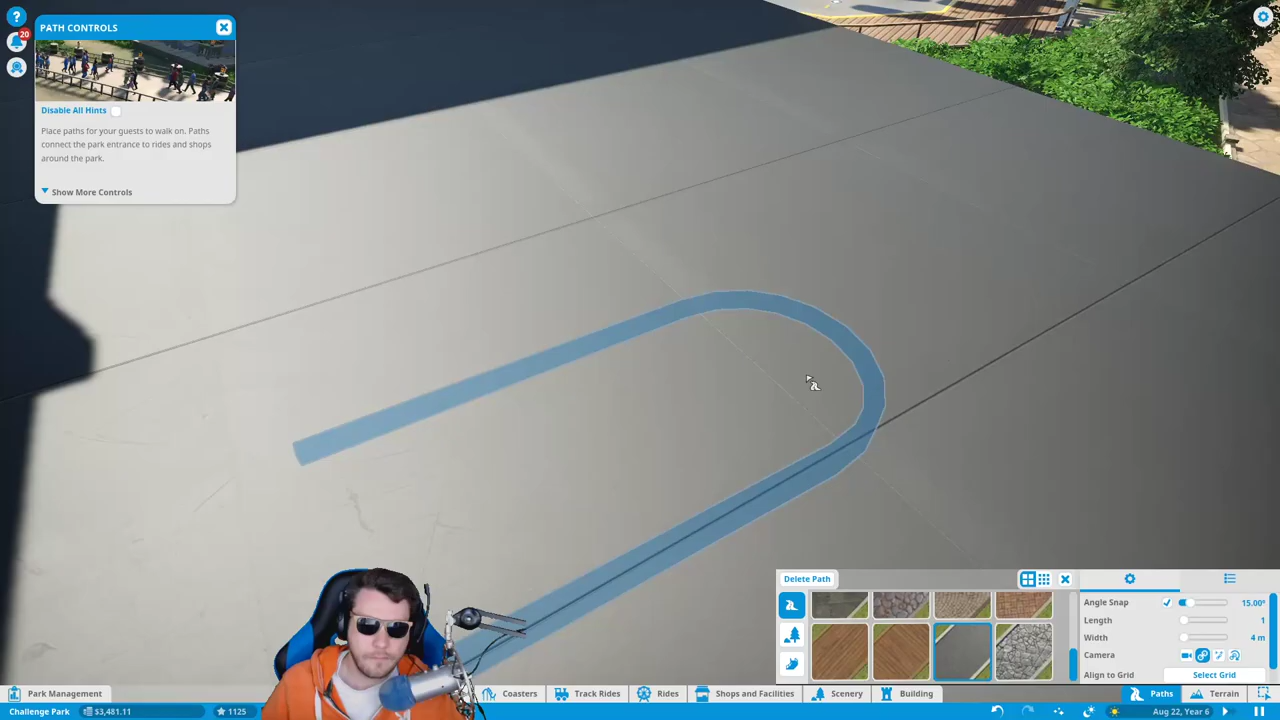 PATH CONTROLS
20
Disable All Hints
Place paths for your guests to walk on. Paths
connect the park entrance to rides and shops
around the park.
Show More Controls
Delete Path
Angle Snap
15.00°
Length
1
Width
4 m
Camera
Align to Grid
Select Grid
Park Management
Coasters
Track Rides
Rides
Shops and Facilities
Scenery
Building
Paths
Terrain
Challenge Park
$3,481.11
1125
Aug 22, Year 6